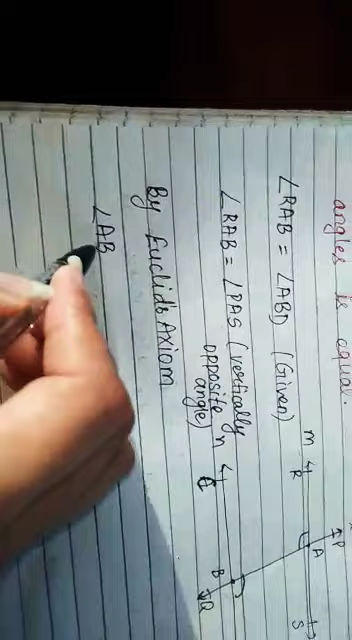 angles is equal.
∠RAB = ∠ABD (Given)
∠RAB = ∠PAS (vertically
opposite
angle)
By Euclid's Axiom
∠AB
m
R
A
P
S
n
C
B
Q